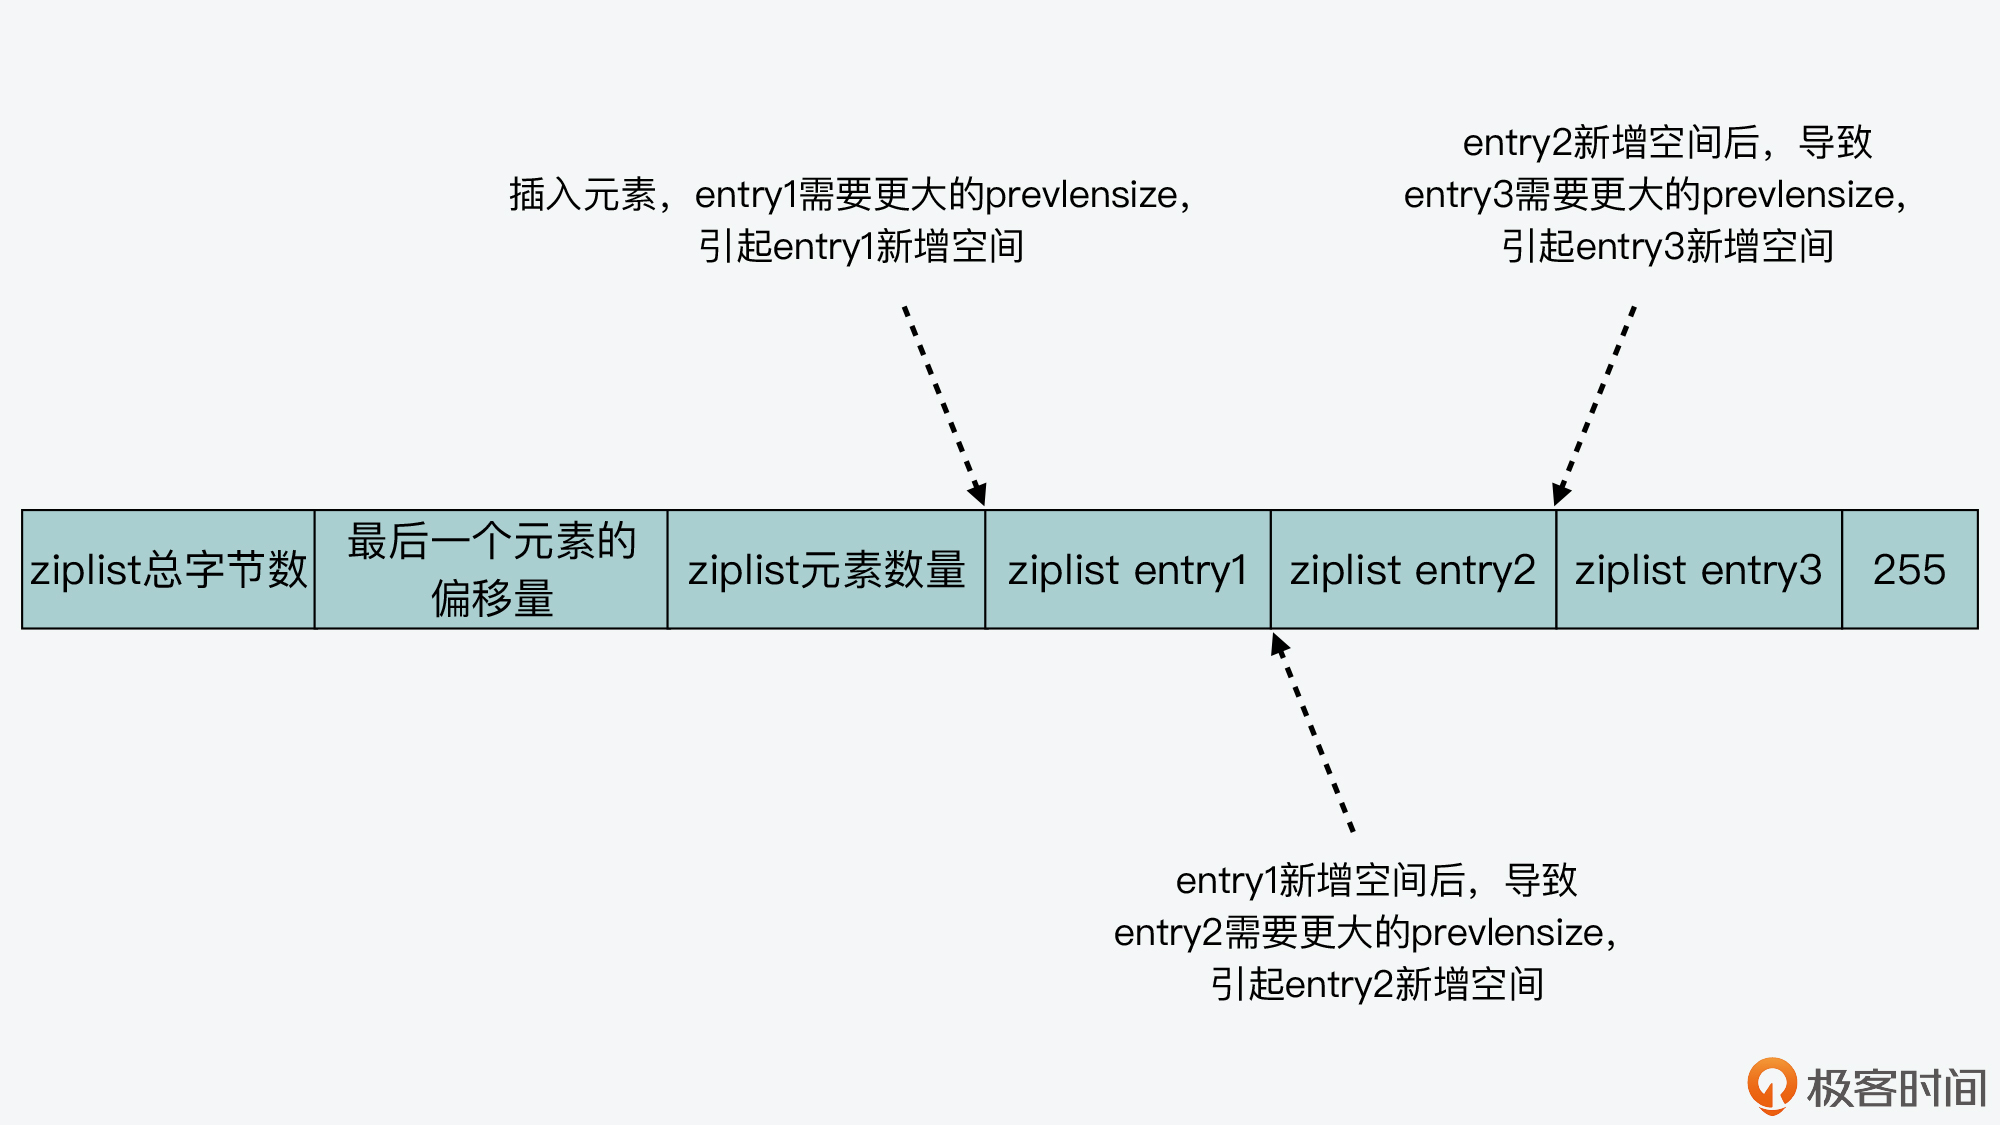 entry2新增空间后，导致
entry3需要更大的prevlensize，
引起entry3新增空间
插入元素，entry1需要更大的prevlensize，
引起entry1新增空间
ziplist总字节数
最后一个元素的
偏移量
ziplist元素数量
ziplist entry1
ziplist entry2
ziplist entry3
255
entry1新增空间后，导致
entry2需要更大的prevlensize，
引起entry2新增空间
极客时间